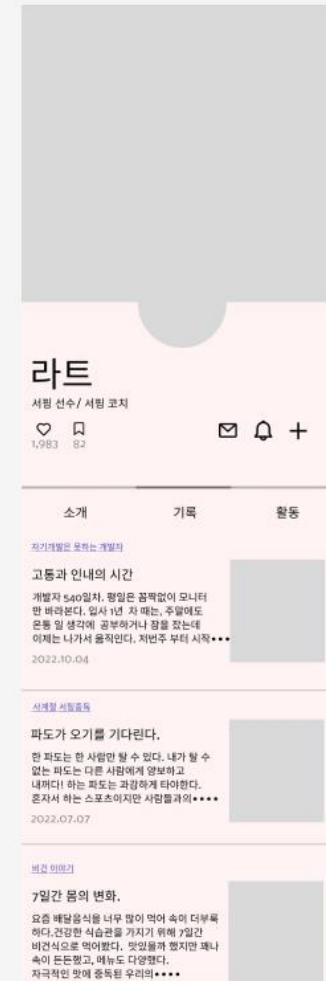 라트
서핑 선수/ 서핑 코치
1,983 82
소개 기록 활동
자기개발은 못하는 개발자
고통과 인내의 시간
개발자 540일차. 평일은 꼼짝없이 모니터
만 바라본다. 입사 1년 차 때는, 주말에도
온통 일 생각에 공부하거나 잠을 잤는데
이제는 나가서 움직인다. 저번주 부터 시작••••
2022.10.04
사계절 서핑중독
파도가 오기를 기다린다.
한 파도는 한 사람만 탈 수 있다. 내가 탈 수
없는 파도는 다른 사람에게 양보하고
내꺼다! 하는 파도는 과감하게 타야한다.
혼자서 하는 스포츠이지만 사람들과의••••
2022.07.07
비건 이야기
7일간 몸의 변화.
요즘 배달음식을 너무 많이 먹어 속이 더부룩
하다.건강한 식습관을 가지기 위해 7일간
비건식으로 먹어봤다. 맛있을까 했지만 꽤나
속이 든든했고, 메뉴도 다양했다.
자극적인 맛에 중독된 우리의••••